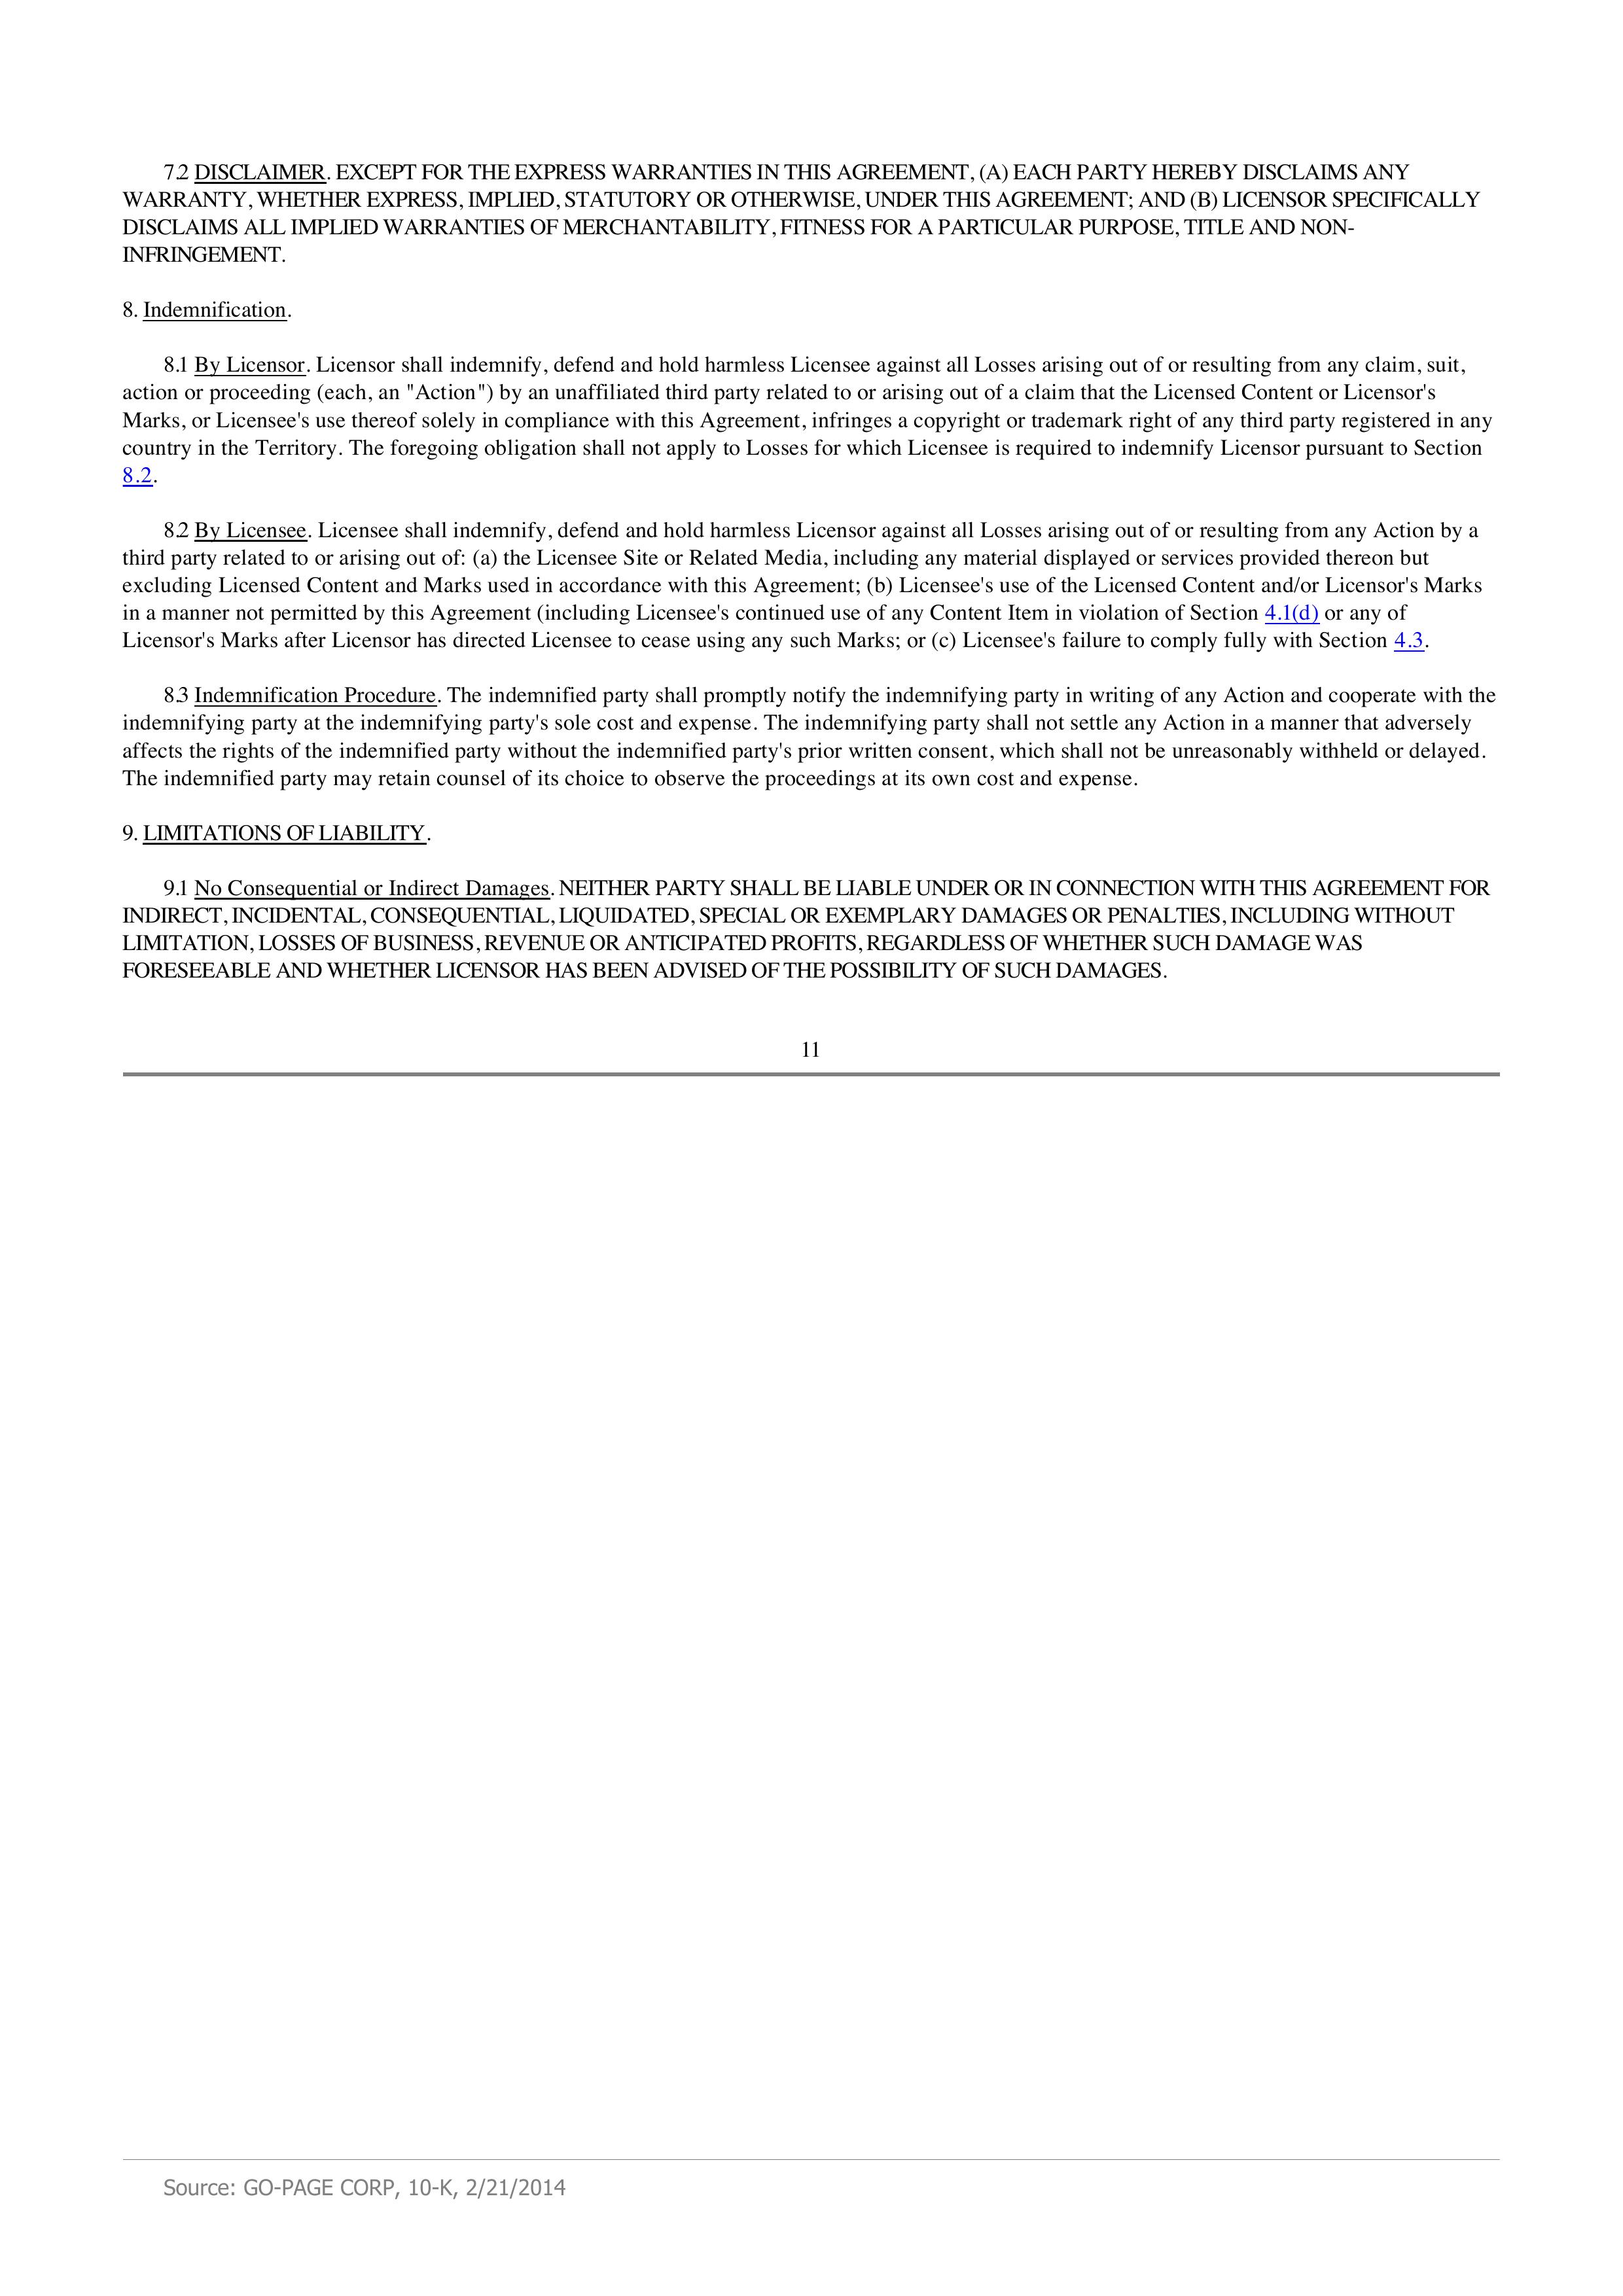 7.2 DISCLAIMER. EXCEPT FOR THE EXPRESS WARRANTIES IN THIS AGREEMENT, (A) EACH PARTY HEREBY DISCLAIMS ANY
WARRANTY, WHETHER EXPRESS, IMPLIED, STATUTORY OR OTHERWISE, UNDER THIS AGREEMENT; AND (B) LICENSOR SPECIFICALLY
DISCLAIMS ALL IMPLIED WARRANTIES OF MERCHANTABILITY, FITNESS FOR A PARTICULAR PURPOSE, TITLE AND NON-
INFRINGEMENT.
8. Indemnification.
8.1 By Licensor. Licensor shall indemnify, defend and hold harmless Licensee against all Losses arising out of or resulting from any claim, suit,
action or proceeding (each, an "Action") by an unaffiliated third party related to or arising out of a claim that the Licensed Content or Licensor's
Marks, or Licensee's use thereof solely in compliance with this Agreement, infringes a copyright or trademark right of any third party registered in any
country in the Territory. The foregoing obligation shall not apply to Losses for which Licensee is required to indemnify Licensor pursuant to Section
8.2.
8.2 By Licensee. Licensee shall indemnify, defend and hold harmless Licensor against all Losses arising out of or resulting from any Action by a
third party related to or arising out of: (a) the Licensee Site or Related Media, including any material displayed or services provided thereon but
excluding Licensed Content and Marks used in accordance with this Agreement; (b) Licensee's use of the Licensed Content and/or Licensor's Marks
in a manner not permitted by this Agreement (including Licensee's continued use of any Content Item in violation of Section 4.1(d) or any of
Licensor's Marks after Licensor has directed Licensee to cease using any such Marks; or (c) Licensee's failure to comply fully with Section 4.3.
8.3 Indemnification Procedure. The indemnified party shall promptly notify the indemnifying party in writing of any Action and cooperate with the
indemnifying party at the indemnifying party's sole cost and expense. The indemnifying party shall not settle any Action in a manner that adversely
affects the rights of the indemnified party without the indemnified party's prior written consent, which shall not be unreasonably withheld or delayed.
The indemnified party may retain counsel of its choice to observe the proceedings at its own cost and expense.
9. LIMITATIONS OF LIABILITY.
9.1 No Consequential or Indirect Damages. NEITHER PARTY SHALL BE LIABLE UNDER OR IN CONNECTION WITH THIS AGREEMENT FOR
INDIRECT, INCIDENTAL, CONSEQUENTIAL, LIQUIDATED, SPECIAL OR EXEMPLARY DAMAGES OR PENALTIES, INCLUDING WITHOUT
LIMITATION, LOSSES OF BUSINESS, REVENUE OR ANTICIPATED PROFITS, REGARDLESS OF WHETHER SUCH DAMAGE WAS
FORESEEABLE AND WHETHER LICENSOR HAS BEEN ADVISED OF THE POSSIBILITY OF SUCH DAMAGES.
11
Source: GO-PAGE CORP, 10-K, 2/21/2014